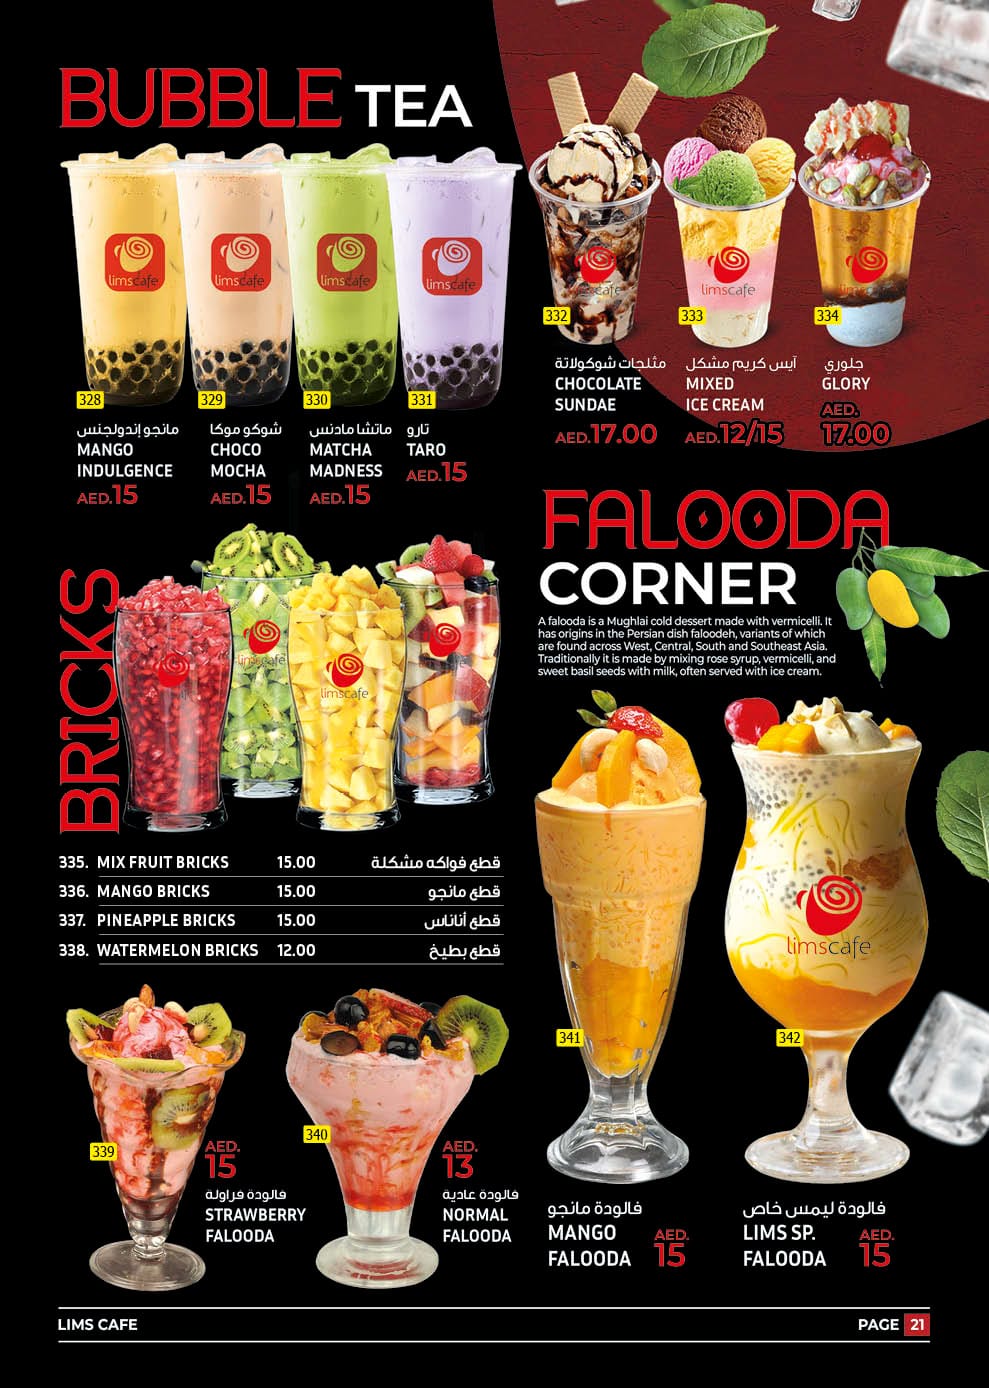 BUBBLE TEA
limscafe
limscafe
limscafe
limscafe
328
329
330
331
مانجو إندولجنس
MANGO
INDULGENCE
AED.15
شوكو موكا
CHOCO
MOCHA
AED.15
ماتشا مادنس
MATCHA
MADNESS
AED.15
تارو
TARO
AED.15
limscafe
limscafe
limscafe
332
333
334
مثلجات شوكولاتة
CHOCOLATE
SUNDAE
AED.17.00
آيس كريم مشكل
MIXED
ICE CREAM
AED.12/15
جلوري
GLORY
AED.
17.00
BRICKS
limscafe
limscafe
335. MIX FRUIT BRICKS 15.00 قطع فواكه مشكلة
336. MANGO BRICKS 15.00 قطع مانجو
337. PINEAPPLE BRICKS 15.00 قطع أناناس
338. WATERMELON BRICKS 12.00 قطع بطيخ
FALOODA
CORNER
A falooda is a Mughlai cold dessert made with vermicelli. It
has origins in the Persian dish faloodeh, variants of which
are found across West, Central, South and Southeast Asia.
Traditionally it is made by mixing rose syrup, vermicelli, and
sweet basil seeds with milk, often served with ice cream.
limscafe
339
AED.
15
فالودة فراولة
STRAWBERRY
FALOODA
340
AED.
13
فالودة عادية
NORMAL
FALOODA
341
فالودة مانجو
MANGO
FALOODA
AED.
15
342
فالودة ليمس خاص
LIMS SP.
FALOODA
AED.
15
LIMS CAFE
PAGE 21